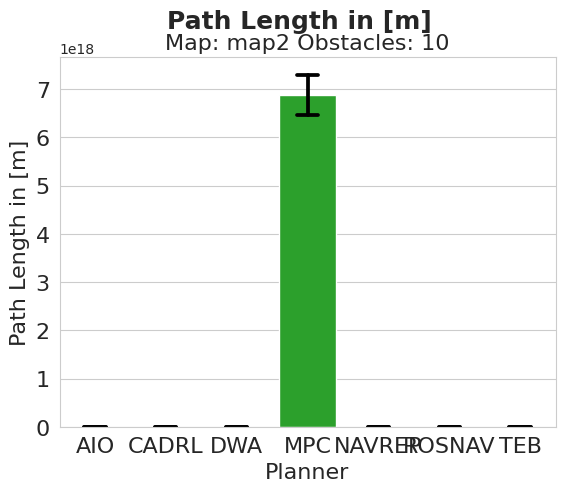 Path Length in [m]
Map: map2 Obstacles: 10
1e18
7
6
5
4
3
2
1
0
Path Length in [m]
AIO CADRL DWA MPC NAVREP ROSNAV TEB
Planner